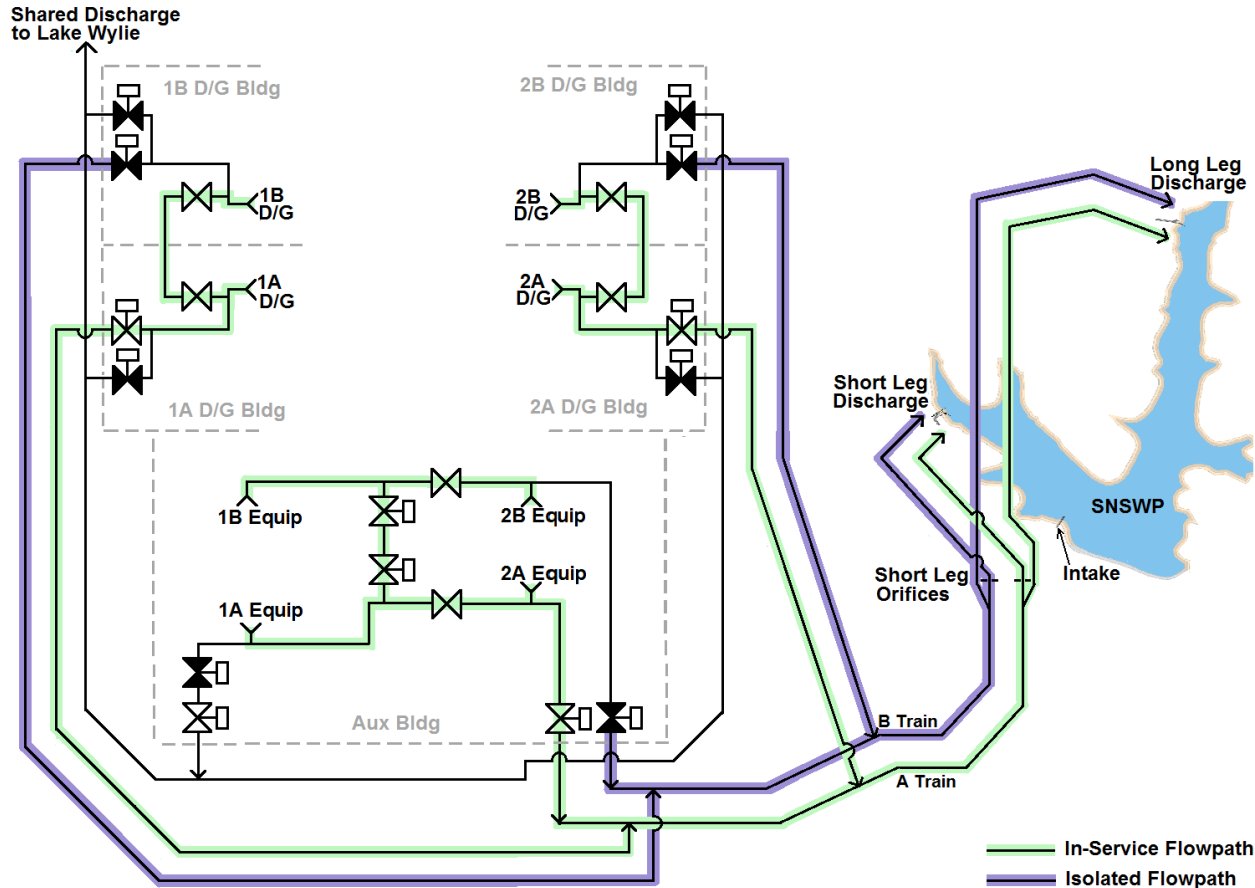 Shared Discharge
to Lake Wylie
1B D/G Bldg
2B D/G Bldg
1B
D/G
2B
D/G
1A
D/G
2A
D/G
1A D/G Bldg
2A D/G Bldg
Long Leg
Discharge
Short Leg
Discharge
SNSWP
Intake
Short Leg
Orifices
1B Equip
2B Equip
2A Equip
1A Equip
Aux Bldg
B Train
A Train
In-Service Flowpath
Isolated Flowpath